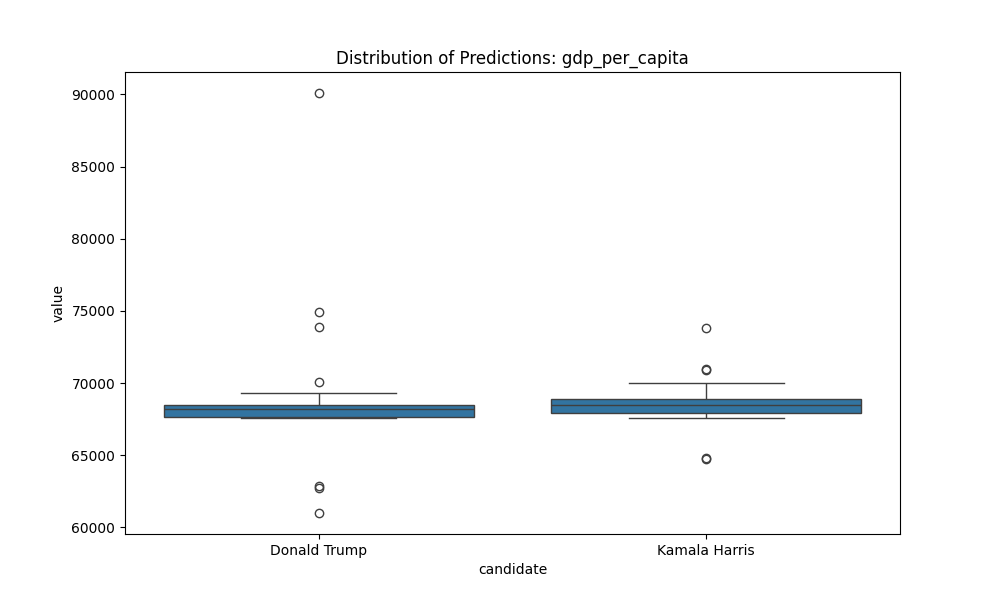 Distribution of Predictions: gdp_per_capita
90000
85000
80000
75000
70000
65000
60000
value
Donald Trump
Kamala Harris
candidate